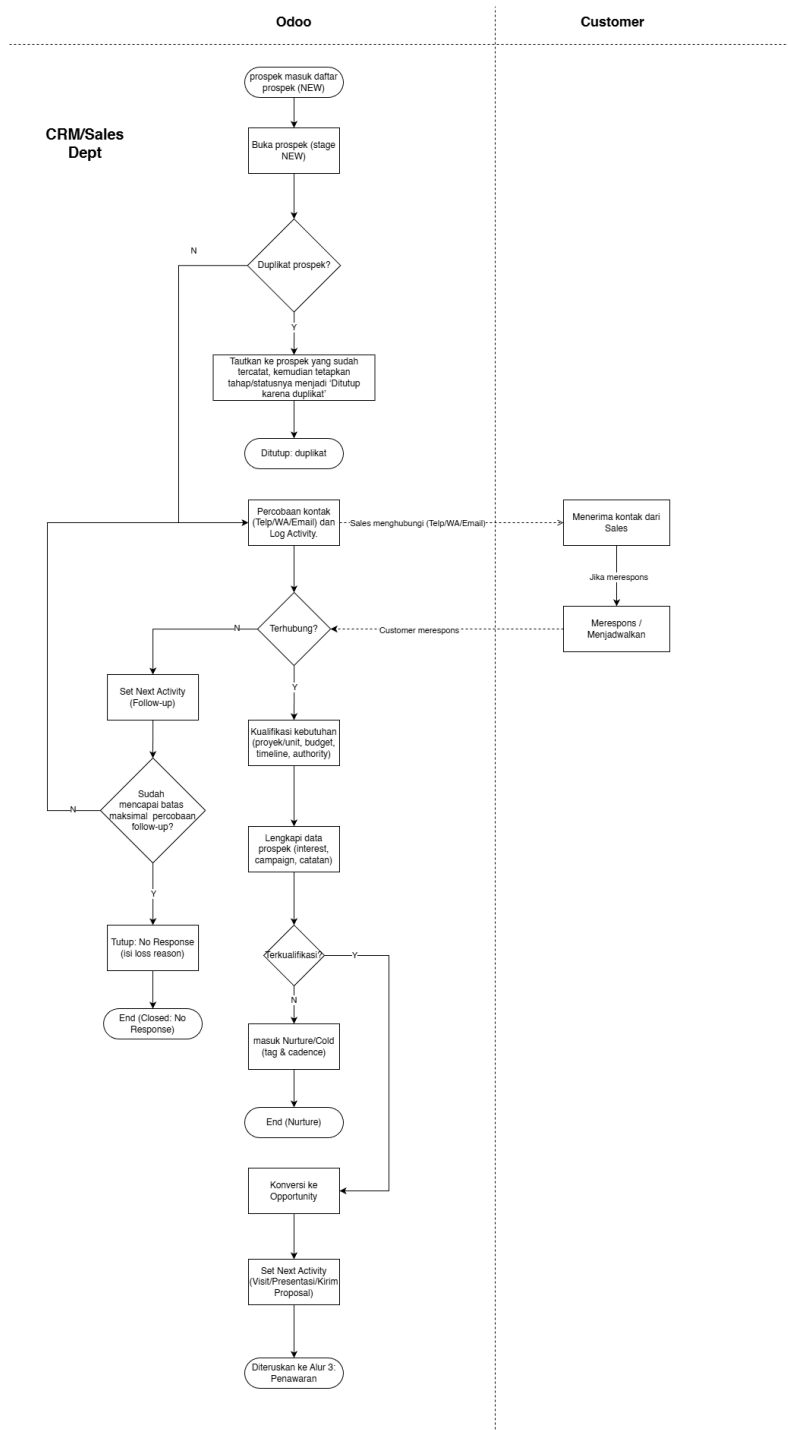 Odoo
Customer
CRM/Sales
Dept
prospek masuk daftar
prospek (NEW)
Buka prospek (stage
NEW)
N
Duplikat prospek?
Y
Tautkan ke prospek yang sudah
tercatat, kemudian tetapkan
tahap/statusnya menjadi ‘Ditutup
karena duplikat’
Ditutup: duplikat
Percobaan kontak
(Telp/WA/Email) dan
Log Activity.
Sales menghubungi (Telp/WA/Email)
Menerima kontak dari
Sales
Jika merespons
Merespons /
Menjadwalkan
Customer merespons
Terhubung?
N
Y
Set Next Activity
(Follow-up)
Kualifikasi kebutuhan
(proyek/unit, budget,
timeline, authority)
Sudah
mencapai batas
maksimal percobaan
follow-up?
N
Y
Lengkapi data
prospek (interest,
campaign, catatan)
Tutup: No Response
(isi loss reason)
End (Closed: No
Response)
Terkualifikasi?
Y
N
masuk Nurture/Cold
(tag & cadence)
End (Nurture)
Konversi ke
Opportunity
Set Next Activity
(Visit/Presentasi/Kirim
Proposal)
Diteruskan ke Alur 3:
Penawaran